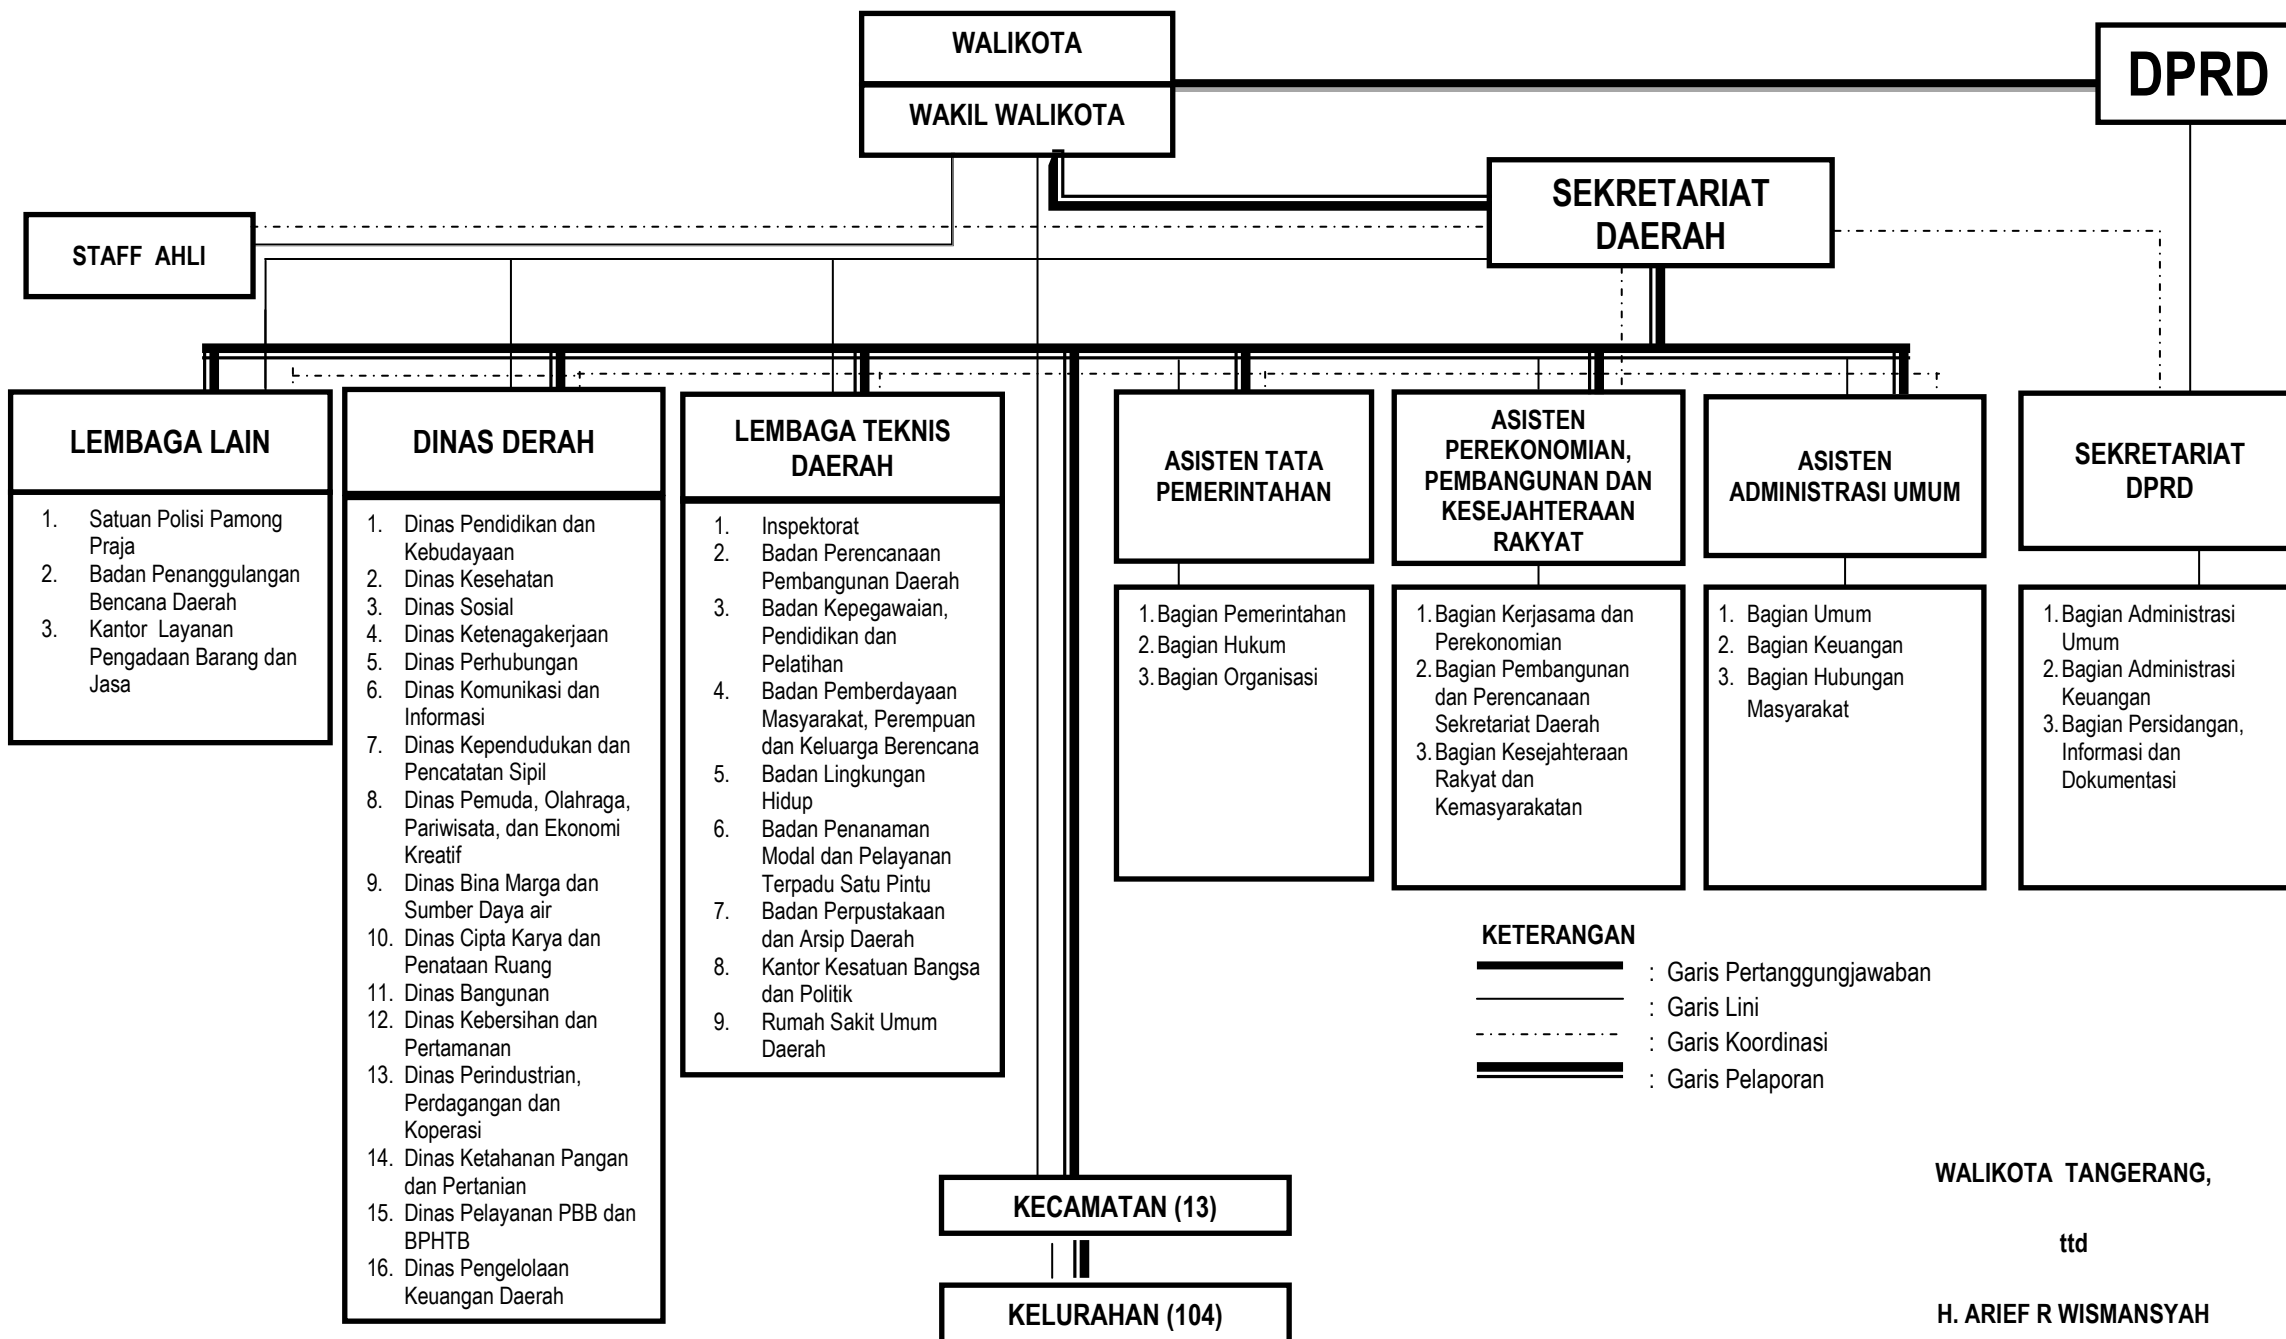 WALIKOTA
WAKIL WALIKOTA
DPRD
SEKRETARIAT
DAERAH
STAFF AHLI
LEMBAGA LAIN
1. Satuan Polisi Pamong
Praja
2. Badan Penanggulangan
Bencana Daerah
3. Kantor Layanan
Pengadaan Barang dan
Jasa
DINAS DERAH
1. Dinas Pendidikan dan
Kebudayaan
2. Dinas Kesehatan
3. Dinas Sosial
4. Dinas Ketenagakerjaan
5. Dinas Perhubungan
6. Dinas Komunikasi dan
Informasi
7. Dinas Kependudukan dan
Pencatatan Sipil
8. Dinas Pemuda, Olahraga,
Pariwisata, dan Ekonomi
Kreatif
9. Dinas Bina Marga dan
Sumber Daya air
10. Dinas Cipta Karya dan
Penataan Ruang
11. Dinas Bangunan
12. Dinas Kebersihan dan
Pertamanan
13. Dinas Perindustrian,
Perdagangan dan
Koperasi
14. Dinas Ketahanan Pangan
dan Pertanian
15. Dinas Pelayanan PBB dan
BPHTB
16. Dinas Pengelolaan
Keuangan Daerah
LEMBAGA TEKNIS
DAERAH
1. Inspektorat
2. Badan Perencanaan
Pembangunan Daerah
3. Badan Kepegawaian,
Pendidikan dan
Pelatihan
4. Badan Pemberdayaan
Masyarakat, Perempuan
dan Keluarga Berencana
5. Badan Lingkungan
Hidup
6. Badan Penanaman
Modal dan Pelayanan
Terpadu Satu Pintu
7. Badan Perpustakaan
dan Arsip Daerah
8. Kantor Kesatuan Bangsa
dan Politik
9. Rumah Sakit Umum
Daerah
ASISTEN TATA
PEMERINTAHAN
1. Bagian Pemerintahan
2. Bagian Hukum
3. Bagian Organisasi
ASISTEN
PEREKONOMIAN,
PEMBANGUNAN DAN
KESEJAHTERAAN
RAKYAT
1. Bagian Kerjasama dan
Perekonomian
2. Bagian Pembangunan
dan Perencanaan
Sekretariat Daerah
3. Bagian Kesejahteraan
Rakyat dan
Kemasyarakatan
ASISTEN
ADMINISTRASI UMUM
1. Bagian Umum
2. Bagian Keuangan
3. Bagian Hubungan
Masyarakat
SEKRETARIAT
DPRD
1. Bagian Administrasi
Umum
2. Bagian Administrasi
Keuangan
3. Bagian Persidangan,
Informasi dan
Dokumentasi
KETERANGAN
: Garis Pertanggungjawaban
: Garis Lini
: Garis Koordinasi
: Garis Pelaporan
KECAMATAN (13)
KELURAHAN (104)
WALIKOTA TANGERANG,
ttd
H. ARIEF R WISMANSYAH